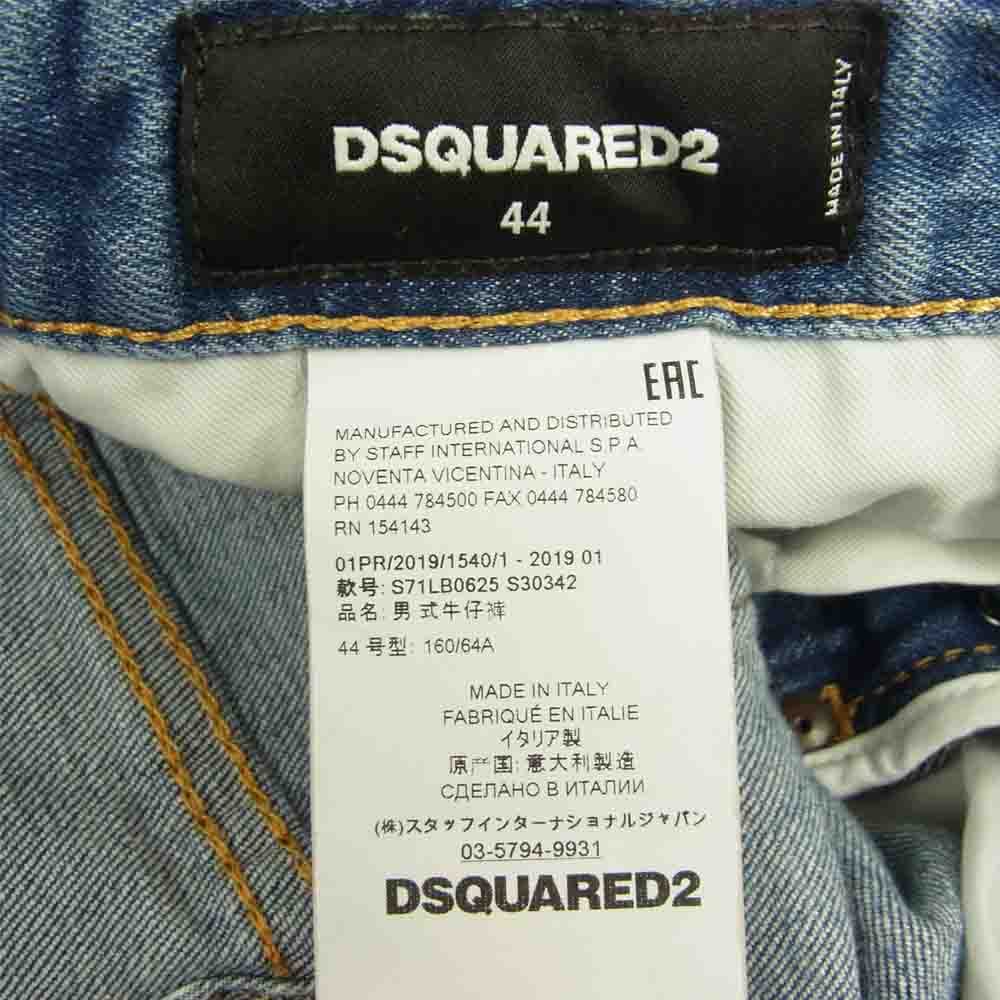 DSQUARED2
44
MADE IN ITALY
EAC
MANUFACTURED AND DISTRIBUTED
BY STAFF INTERNATIONAL S.P.A.
NOVENTA VICENTINA - ITALY
PH 0444 784500 FAX 0444 784580
RN 154143
01PR/2019/1540/1 - 2019 01
款号: S71LB0625 S30342
品名: 男 式牛仔裤
44 号型: 160/64A
MADE IN ITALY
FABRIQUÉ EN ITALIE
イタリア製
原产国: 意大利製造
СДЕЛАНО В ИТАЛИИ
(株)スタッフインターナショナルジャパン
03-5794-9931
DSQUARED2